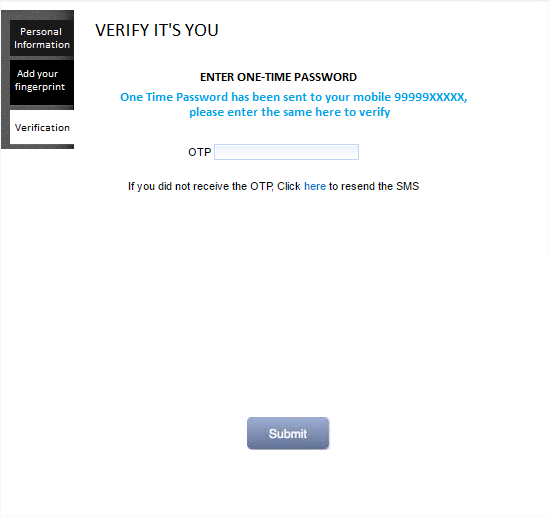 Personal
Information
Add your
fingerprint
Verification
VERIFY IT'S YOU
ENTER ONE-TIME PASSWORD
One Time Password has been sent to your mobile 99999XXXXX,
please enter the same here to verify
OTP
If you did not receive the OTP, Click here to resend the SMS
Submit